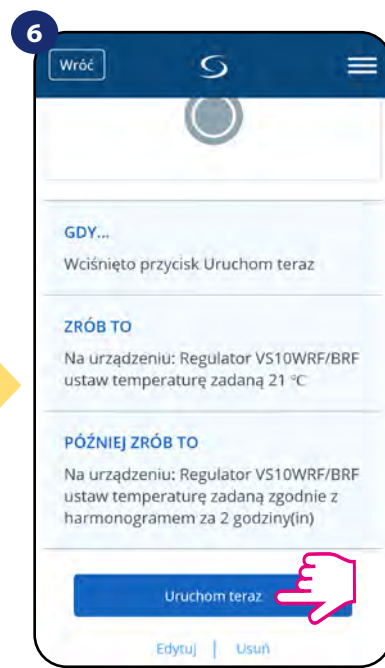 6
Wróć
GDY...
Wciśnięto przycisk Uruchom teraz
ZRÓB TO
Na urządzeniu: Regulator VS10WRF/BRF
ustaw temperaturę zadaną 21 °C
PÓŹNIEJ ZRÓB TO
Na urządzeniu: Regulator VS10WRF/BRF
ustaw temperaturę zadaną zgodnie z
harmonogramem za 2 godziny(in)
Uruchom teraz
Edytuj | Usuń